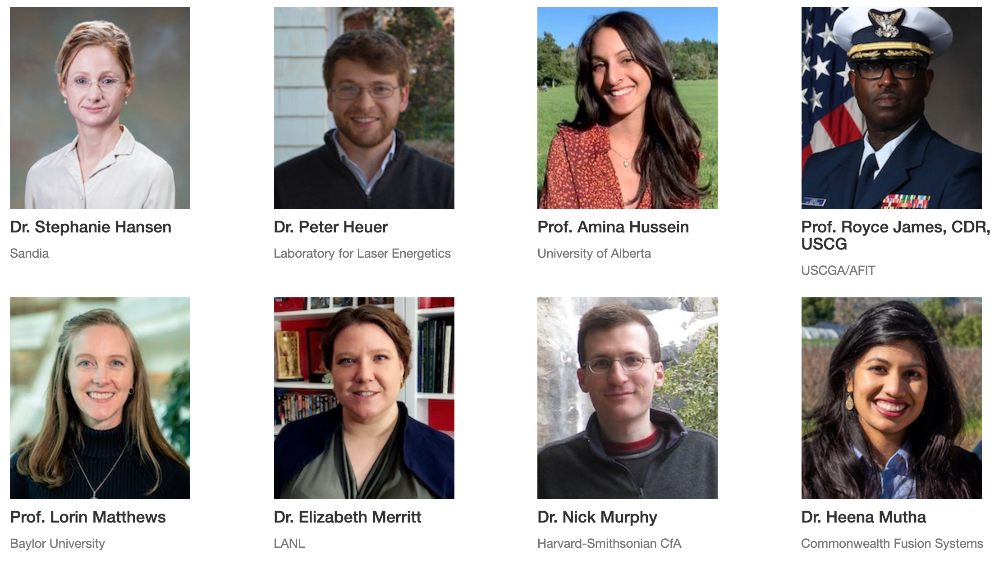 Dr. Stephanie Hansen
Sandia
Dr. Peter Heuer
Laboratory for Laser Energetics
Prof. Amina Hussein
University of Alberta
Prof. Royce James, CDR,
USCG
USCGA/AFIT
Prof. Lorin Matthews
Baylor University
Dr. Elizabeth Merritt
LANL
Dr. Nick Murphy
Harvard-Smithsonian CfA
Dr. Heena Mutha
Commonwealth Fusion Systems